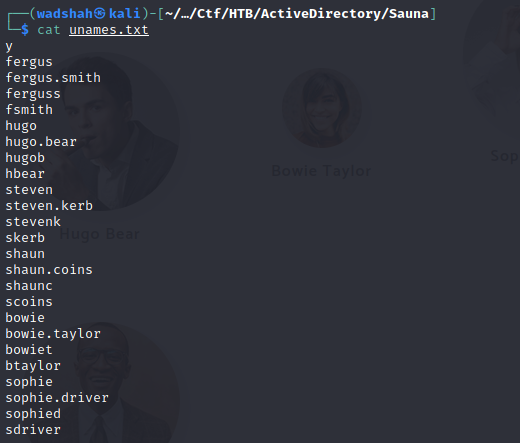 ┌──(wadshah㉿kali)-[~/…/Ctf/HTB/ActiveDirectory/Sauna]
└─$ cat unames.txt
y
fergus
fergus.smith
ferguss
fsmith
hugo
hugo.bear
hugob
hbear
steven
steven.kerb
stevenk
skerb
Hugo Bear
shaun
shaun.coins
shaunc
scoins
bowie
bowie.taylor
bowiet
btaylor
sophie
sophie.driver
sophied
sdriver
Bowie Taylor
Sop